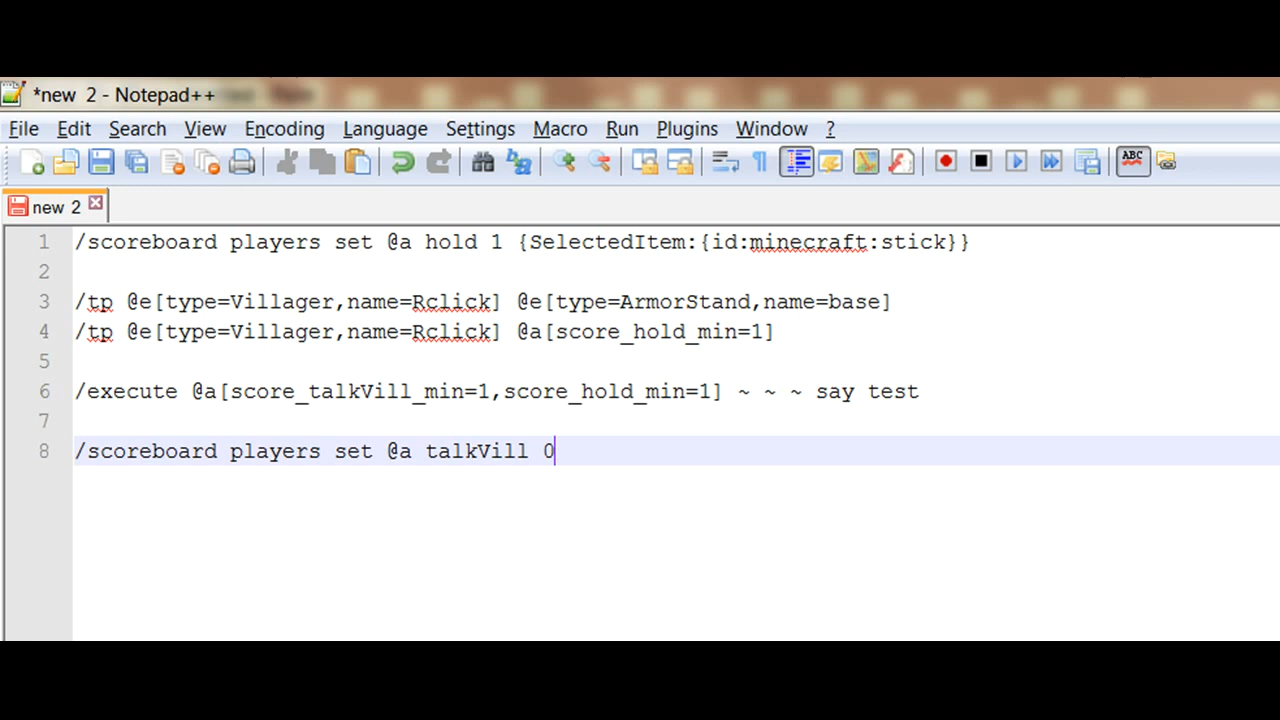 *new 2 - Notepad++
File Edit Search View Encoding Language Settings Macro Run Plugins Window ?
ABC
new 2
1 /scoreboard players set @a hold 1 {SelectedItem:{id:minecraft:stick}}
2
3 /tp @e[type=Villager,name=Rclick] @e[type=ArmorStand,name=base]
4 /tp @e[type=Villager,name=Rclick] @a[score_hold_min=1]
5
6 /execute @a[score_talkVill_min=1,score_hold_min=1] ~ ~ ~ say test
7
8 /scoreboard players set @a talkVill 0